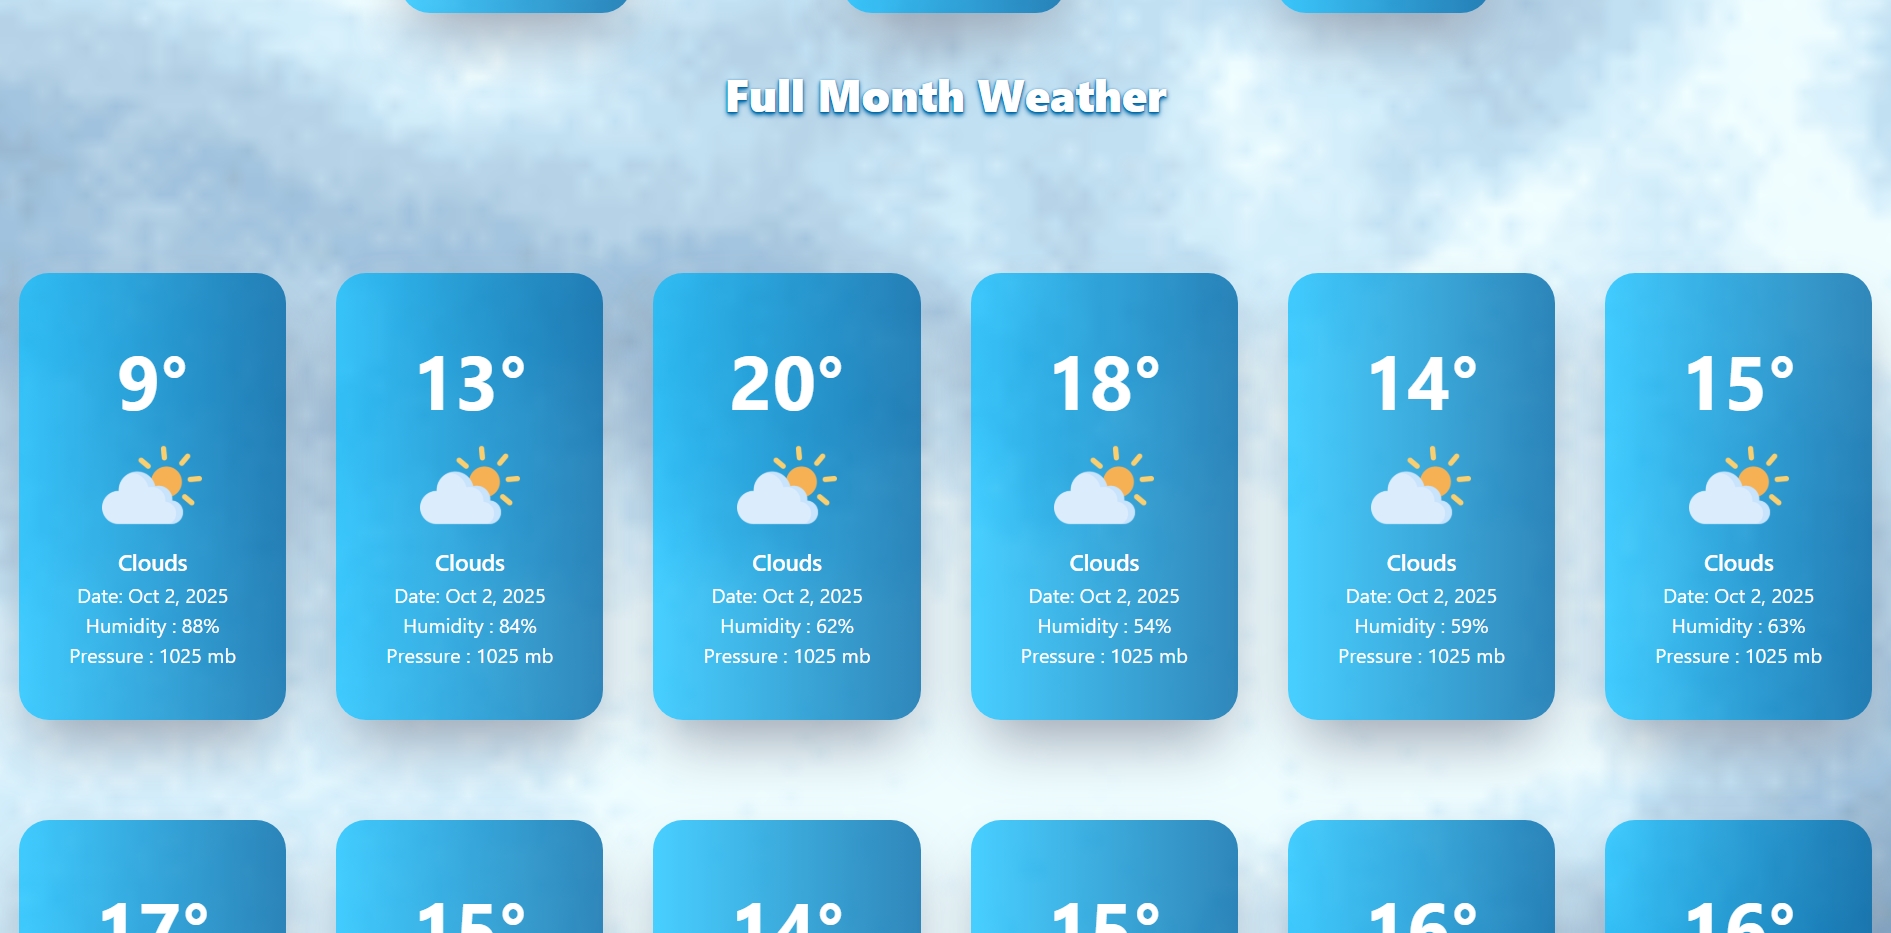 Full Month Weather
9° 13° 20° 18° 14° 15°
Clouds Clouds Clouds Clouds Clouds Clouds
Date: Oct 2, 2025 Date: Oct 2, 2025 Date: Oct 2, 2025 Date: Oct 2, 2025 Date: Oct 2, 2025 Date: Oct 2, 2025
Humidity : 88% Humidity : 84% Humidity : 62% Humidity : 54% Humidity : 59% Humidity : 63%
Pressure : 1025 mb Pressure : 1025 mb Pressure : 1025 mb Pressure : 1025 mb Pressure : 1025 mb Pressure : 1025 mb
17° 15° 14° 15° 16° 16°